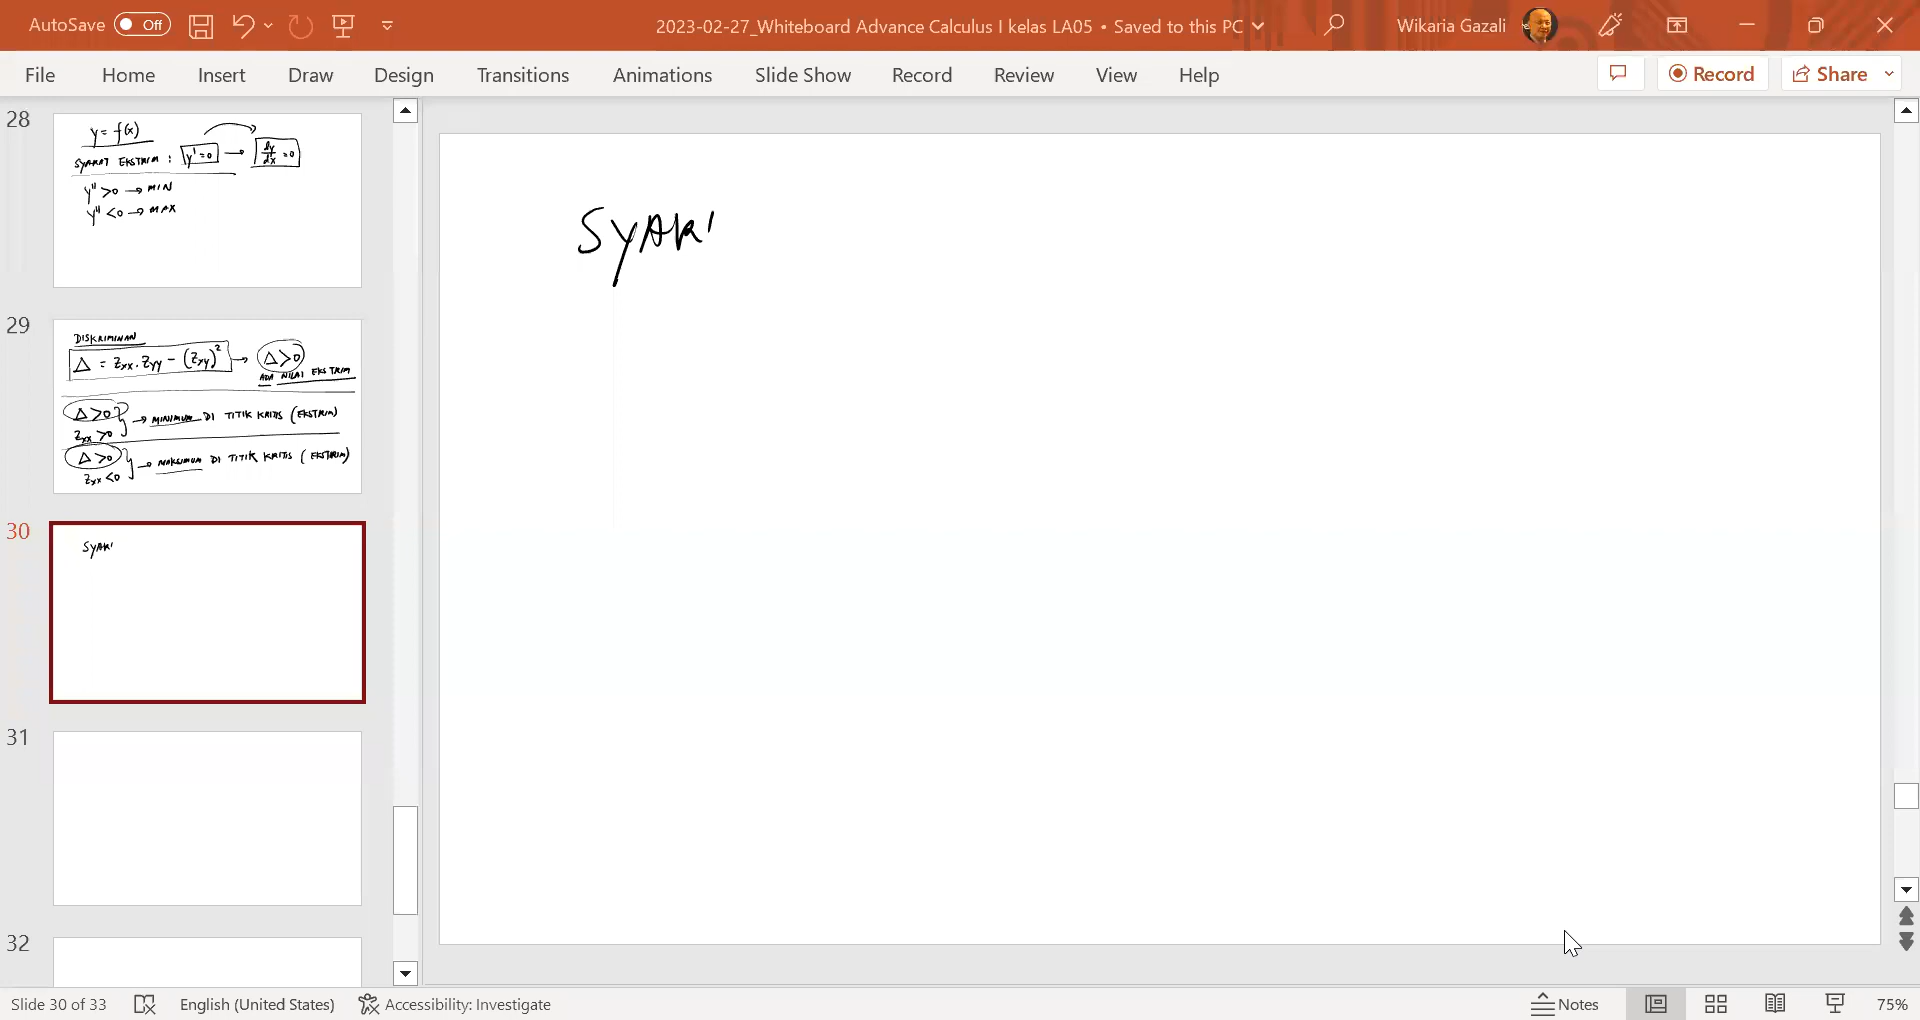 AutoSave Off
2023-02-27_Whiteboard Advance Calculus I kelas LA05 • Saved to this PC
Wikaria Gazali
File Home Insert Draw Design Transitions Animations Slide Show Record Review View Help
Record Share
28
y = f(x)
SYARAT EKSTRIM : y' = 0 → dy/dx = 0
y'' > 0 → MIN
y'' < 0 → MAX
29
DISKRIMINAN
Δ = Zxx . Zyy − (Zxy)² → Δ > 0
ADA NILAI EKSTRIM
Δ > 0
Zxx > 0 } → MINIMUM DI TITIK KRITIS (EKSTRIM)
Δ > 0
Zxx < 0 } → MAKSIMUM DI TITIK KRITIS (EKSTRIM)
30
SYAR'
31
32
SYAR'
Slide 30 of 33 English (United States) Accessibility: Investigate Notes 75%